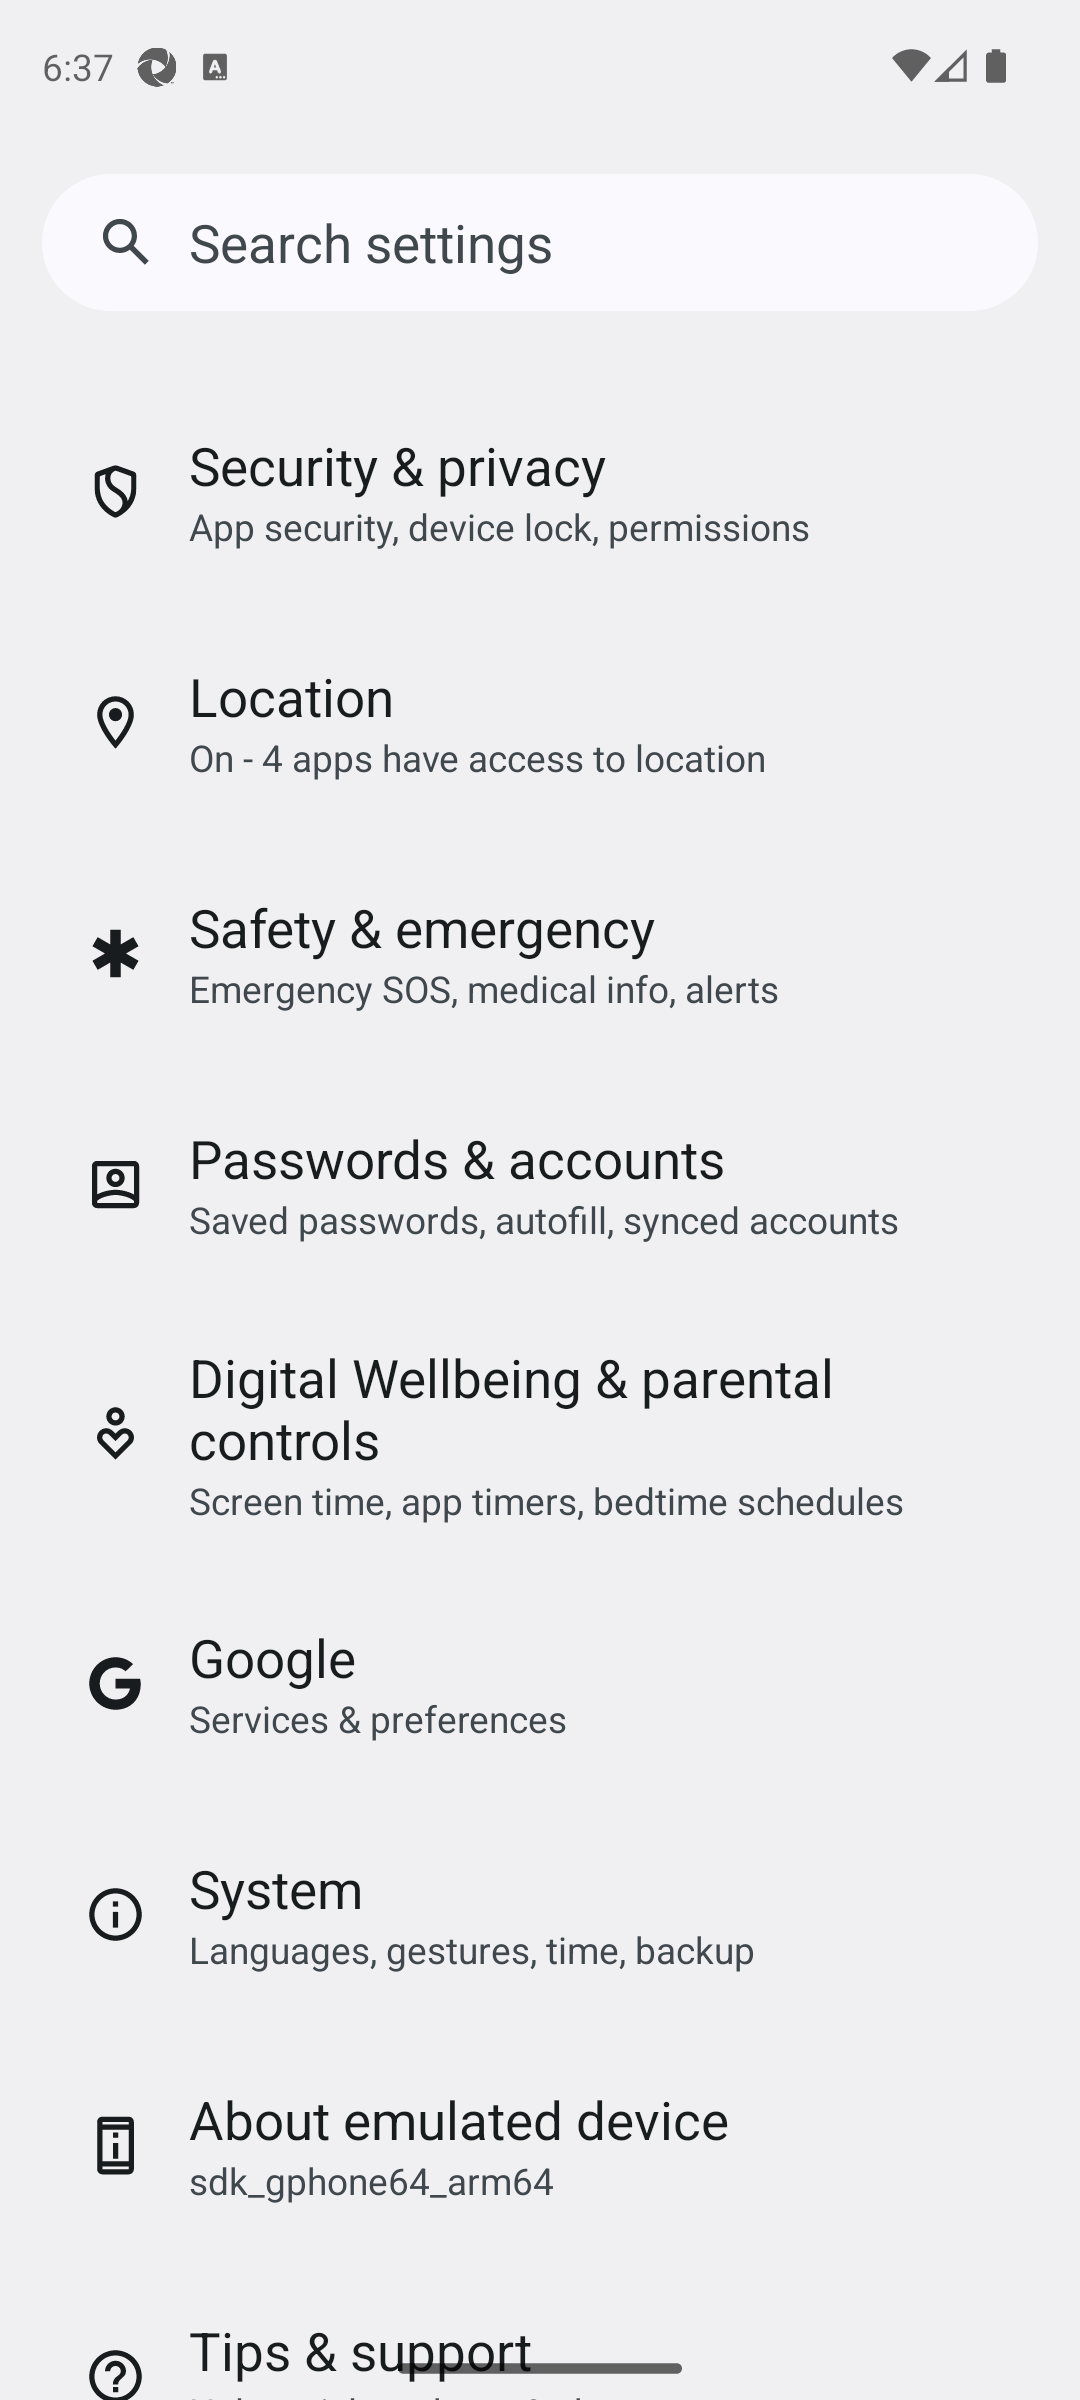 6:37
Search settings
Security & privacy
App security, device lock, permissions
Location
On - 4 apps have access to location
Safety & emergency
Emergency SOS, medical info, alerts
Passwords & accounts
Saved passwords, autofill, synced accounts
Digital Wellbeing & parental
controls
Screen time, app timers, bedtime schedules
Google
Services & preferences
System
Languages, gestures, time, backup
About emulated device
sdk_gphone64_arm64
Tips & support